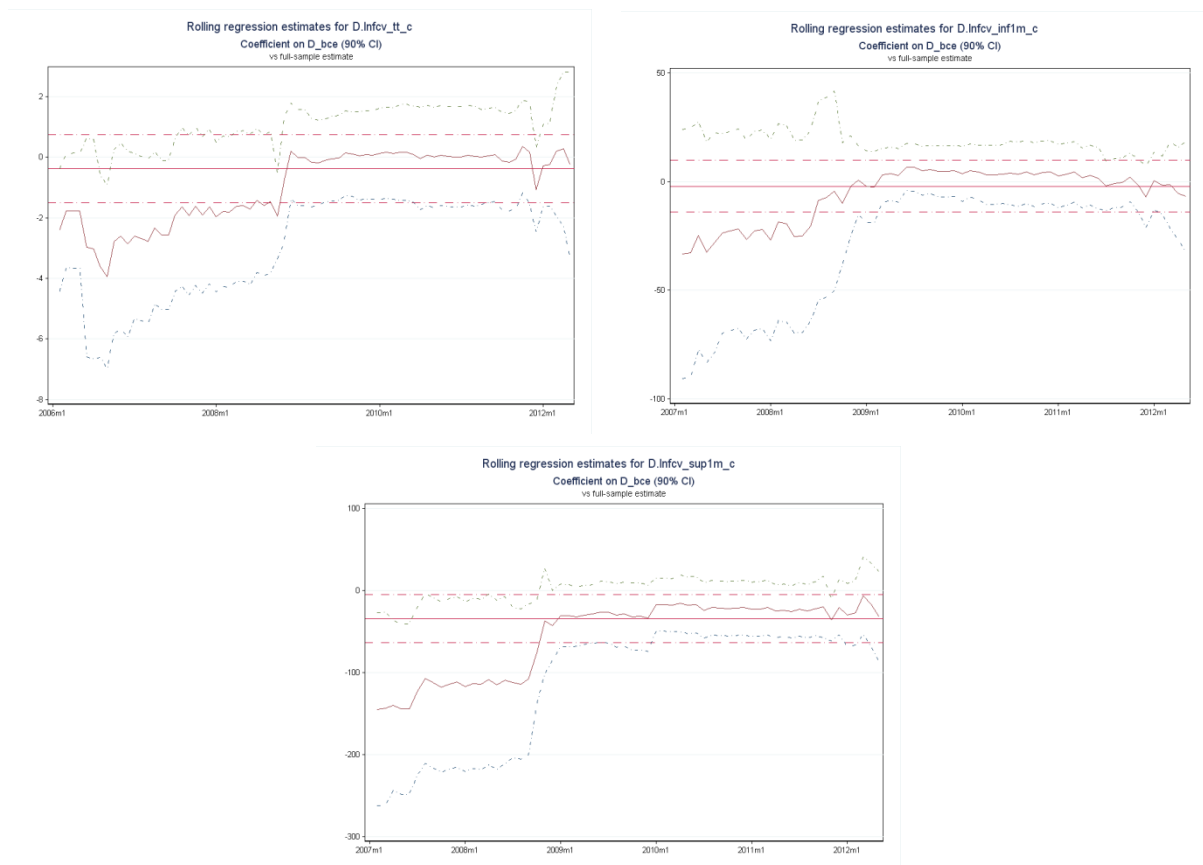 Rolling regression estimates for D.lnfcv_tt_c
Coefficient on D_bce (90% CI)
vs full-sample estimate
2
0
-2
-4
-6
-8
2006m1 2008m1 2010m1 2012m1
Rolling regression estimates for D.lnfcv_inf1m_c
Coefficient on D_bce (90% CI)
vs full-sample estimate
50
0
-50
-100
2007m1 2008m1 2009m1 2010m1 2011m1 2012m1
Rolling regression estimates for D.lnfcv_sup1m_c
Coefficient on D_bce (90% CI)
vs full-sample estimate
100
0
-100
-200
-300
2007m1 2008m1 2009m1 2010m1 2011m1 2012m1